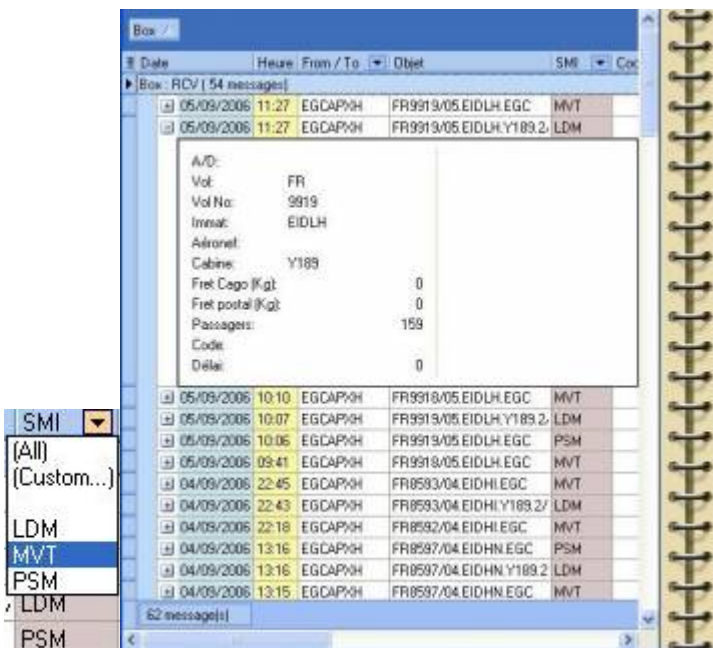 SMI
(All)
(Custom...)
LDM
MVT
PSM
LDM
PSM
Box
Date Heure From / To Objet SMI Coc
Box : RCV ( 54 messages)
05/09/2006 11:27 EGCAPXH FR9919/05.EIDLH.EGC MVT
05/09/2006 11:27 EGCAPXH FR9919/05.EIDLH.Y189.2/ LDM
A/D:
Vol: FR
Vol No: 9919
Immat: EIDLH
Aéronef:
Cabine: Y189
Fret Cago (Kg): 0
Fret postal (Kg): 0
Passagers: 159
Code:
Délai: 0
05/09/2006 10:10 EGCAPXH FR9918/05.EIDLH.EGC MVT
05/09/2006 10:07 EGCAPXH FR9919/05.EIDLH.Y189.2/ LDM
05/09/2006 10:06 EGCAPXH FR9919/05.EIDLH.EGC PSM
05/09/2006 09:41 EGCAPXH FR9918/05.EIDLH.EGC MVT
04/09/2006 22:45 EGCAPXH FR8593/04.EIDHI.EGC MVT
04/09/2006 22:43 EGCAPXH FR8593/04.EIDHI.Y189.2/ LDM
04/09/2006 22:18 EGCAPXH FR8592/04.EIDHI.EGC MVT
04/09/2006 13:16 EGCAPXH FR8597/04.EIDHN.EGC PSM
04/09/2006 13:16 EGCAPXH FR8597/04.EIDHN.Y189.2 LDM
04/09/2006 13:15 EGCAPXH FR8597/04.EIDHN.EGC MVT
62 message(s)